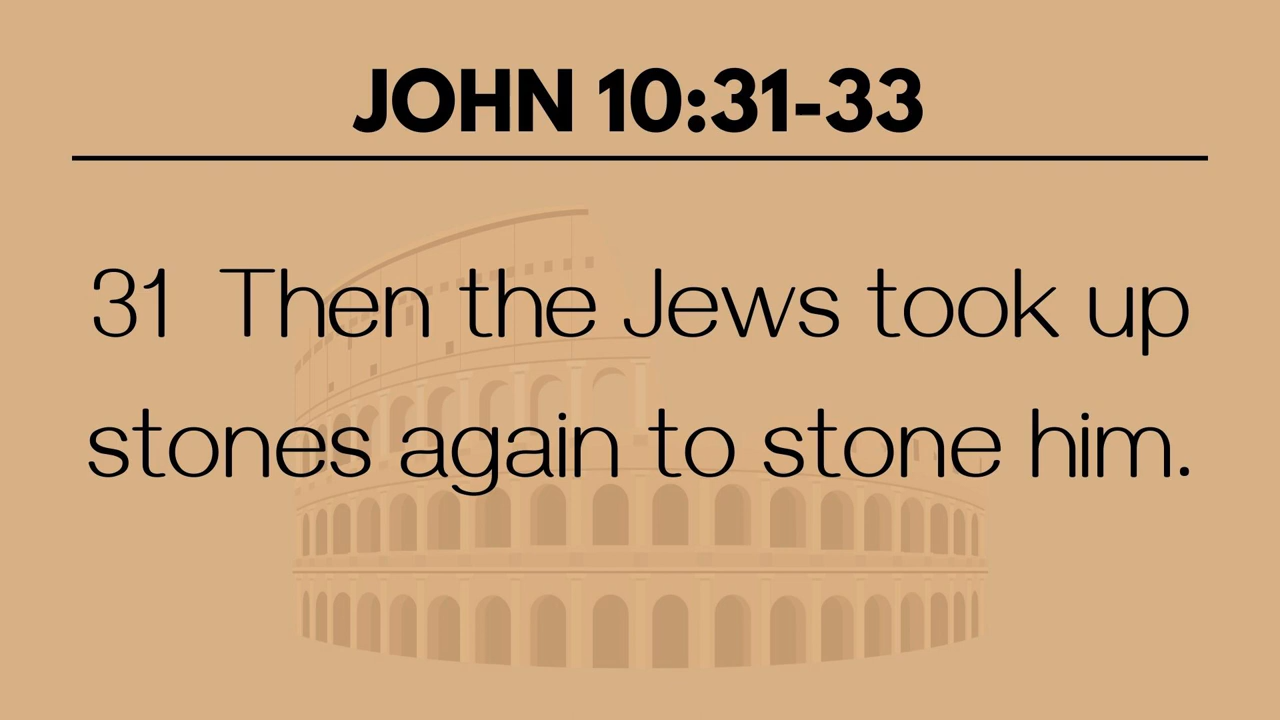 JOHN 10:31-33
31 Then the Jews took up
stones again to stone him.